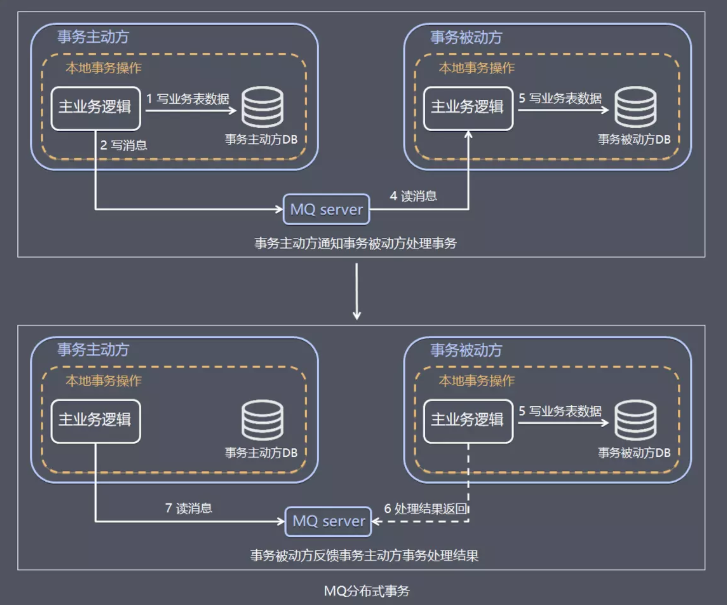 事务主动方
事务被动方
本地事务操作
本地事务操作
主业务逻辑
1 写业务表数据
主业务逻辑
5 写业务表数据
事务主动方DB
事务被动方DB
2 写消息
4 读消息
MQ server
事务主动方通知事务被动方处理事务
事务主动方
事务被动方
本地事务操作
本地事务操作
主业务逻辑
主业务逻辑
5 写业务表数据
事务主动方DB
事务被动方DB
7 读消息
6 处理结果返回
MQ server
事务被动方反馈事务主动方事务处理结果
MQ分布式事务